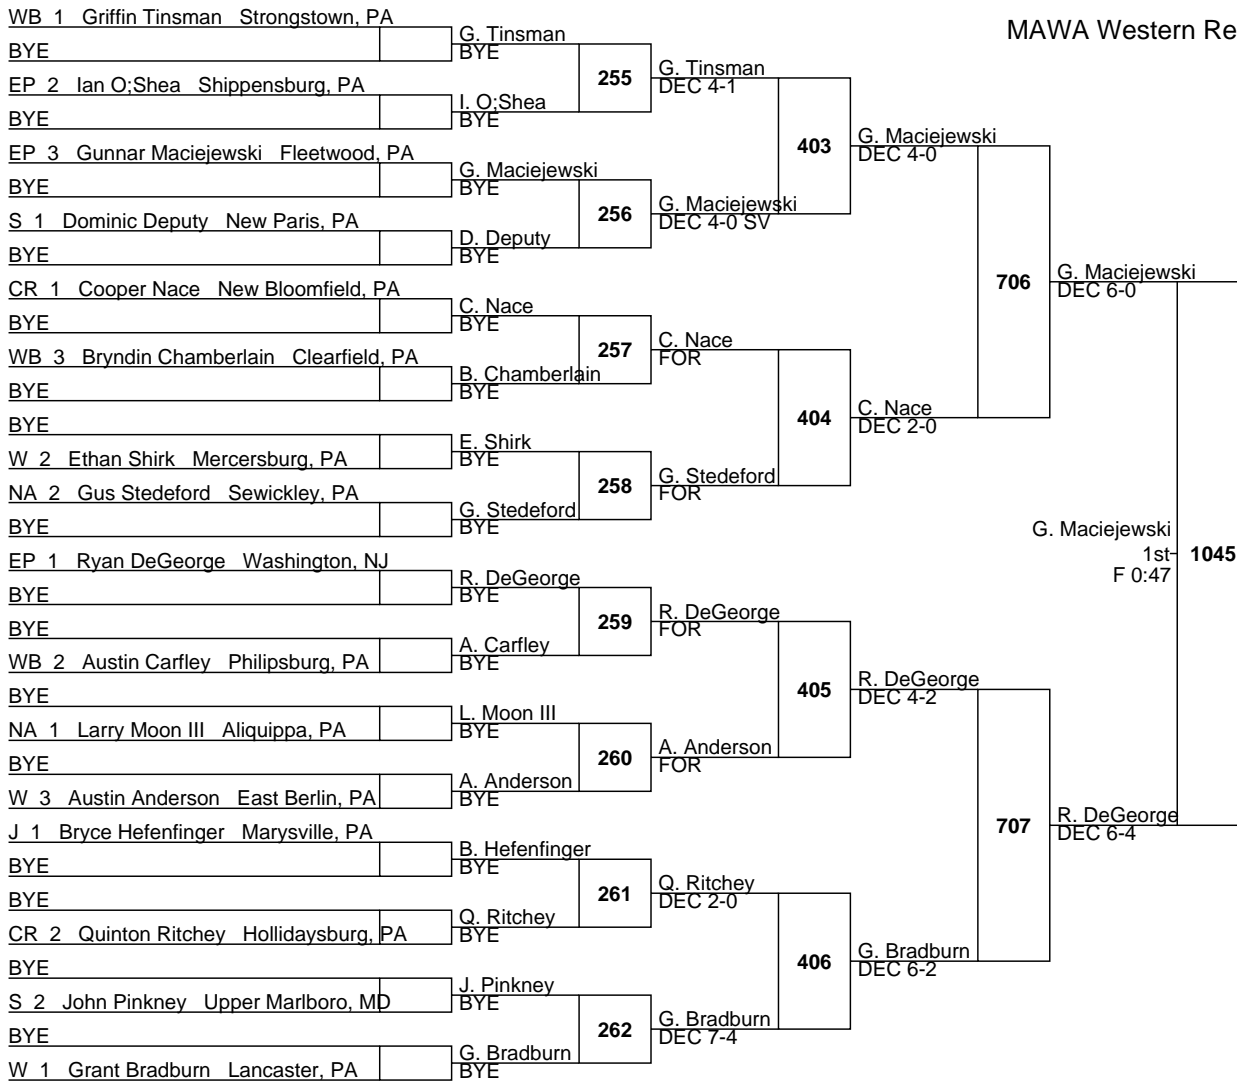 MAWA Western Re
WB 1 Griffin Tinsman Strongstown, PA
BYE
EP 2 Ian O;Shea Shippensburg, PA
BYE
EP 3 Gunnar Maciejewski Fleetwood, PA
BYE
S 1 Dominic Deputy New Paris, PA
BYE
CR 1 Cooper Nace New Bloomfield, PA
BYE
WB 3 Bryndin Chamberlain Clearfield, PA
BYE
BYE
W 2 Ethan Shirk Mercersburg, PA
NA 2 Gus Stedeford Sewickley, PA
BYE
EP 1 Ryan DeGeorge Washington, NJ
BYE
BYE
WB 2 Austin Carfley Philipsburg, PA
BYE
NA 1 Larry Moon III Aliquippa, PA
BYE
W 3 Austin Anderson East Berlin, PA
J 1 Bryce Hefenfinger Marysville, PA
BYE
BYE
CR 2 Quinton Ritchey Hollidaysburg, PA
BYE
S 2 John Pinkney Upper Marlboro, MD
BYE
W 1 Grant Bradburn Lancaster, PA
G. Tinsman
BYE
I. O;Shea
BYE
G. Maciejewski
BYE
D. Deputy
BYE
C. Nace
BYE
B. Chamberlain
BYE
E. Shirk
BYE
G. Stedeford
BYE
R. DeGeorge
BYE
A. Carfley
BYE
L. Moon III
BYE
A. Anderson
BYE
B. Hefenfinger
BYE
Q. Ritchey
BYE
J. Pinkney
BYE
G. Bradburn
BYE
255
256
257
258
259
260
261
262
G. Tinsman
DEC 4-1
G. Maciejewski
DEC 4-0 SV
C. Nace
FOR
G. Stedeford
FOR
R. DeGeorge
FOR
A. Anderson
FOR
Q. Ritchey
DEC 2-0
G. Bradburn
DEC 7-4
403
404
405
406
G. Maciejewski
DEC 4-0
C. Nace
DEC 2-0
R. DeGeorge
DEC 4-2
G. Bradburn
DEC 6-2
706
707
G. Maciejewski
DEC 6-0
R. DeGeorge
DEC 6-4
G. Maciejewski
1st
F 0:47
1045